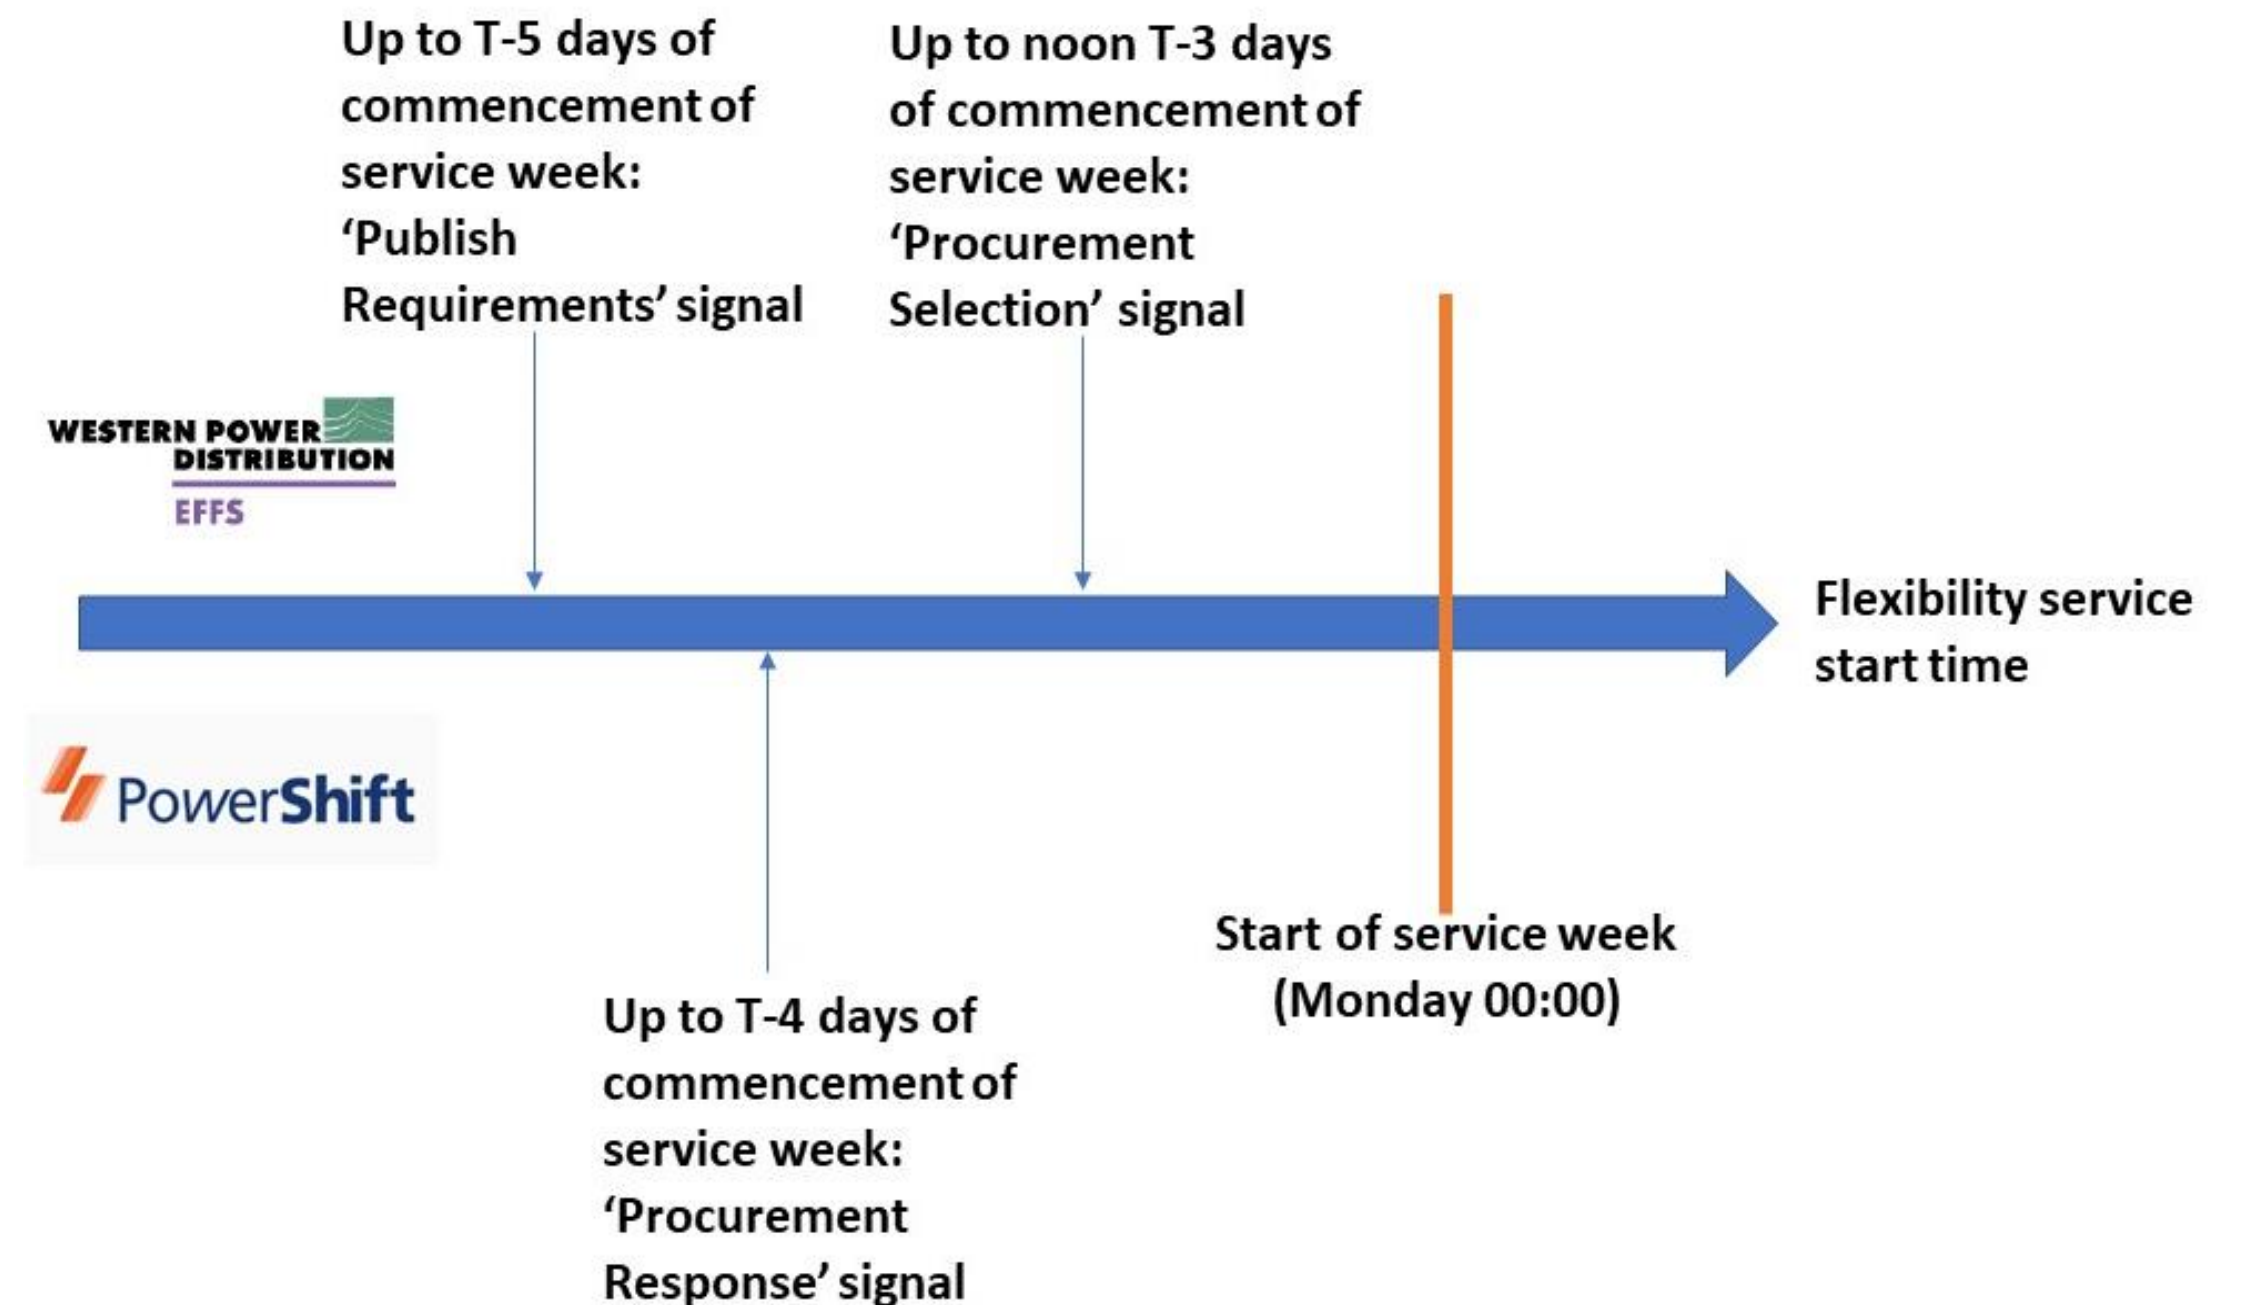 Up to T-5 days of
commencement of
service week:
‘Publish
Requirements’ signal
Up to noon T-3 days
of commencement of
service week:
‘Procurement
Selection’ signal
WESTERN POWER
DISTRIBUTION
EFFS
Flexibility service
start time
PowerShift
Start of service week
(Monday 00:00)
Up to T-4 days of
commencement of
service week:
‘Procurement
Response’ signal